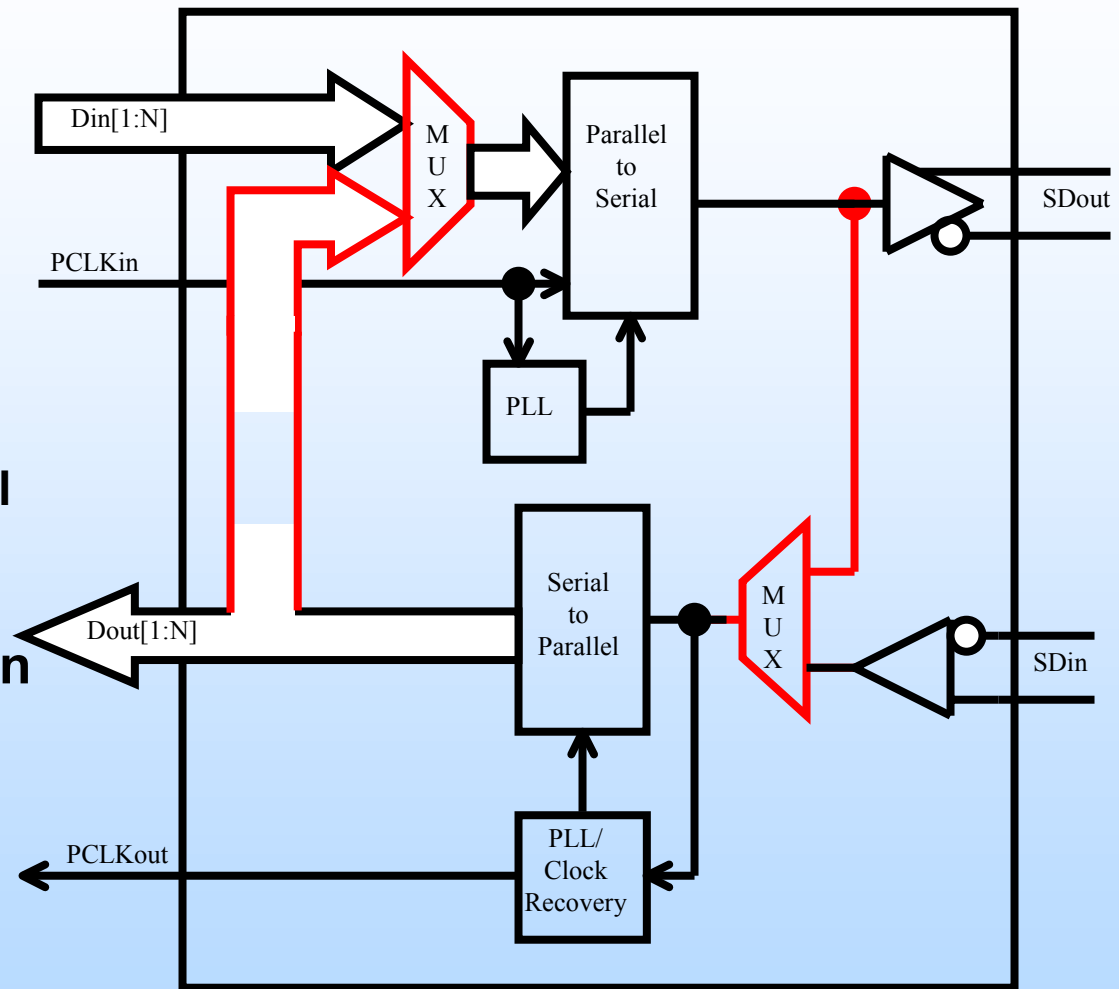 Din[1:N]
M
U
X
Parallel
to
Serial
SDout
PCLKin
PLL
l
Serial
to
Parallel
M
U
X
Dout[1:N]
n
SDin
PCLKout
PLL/
Clock
Recovery